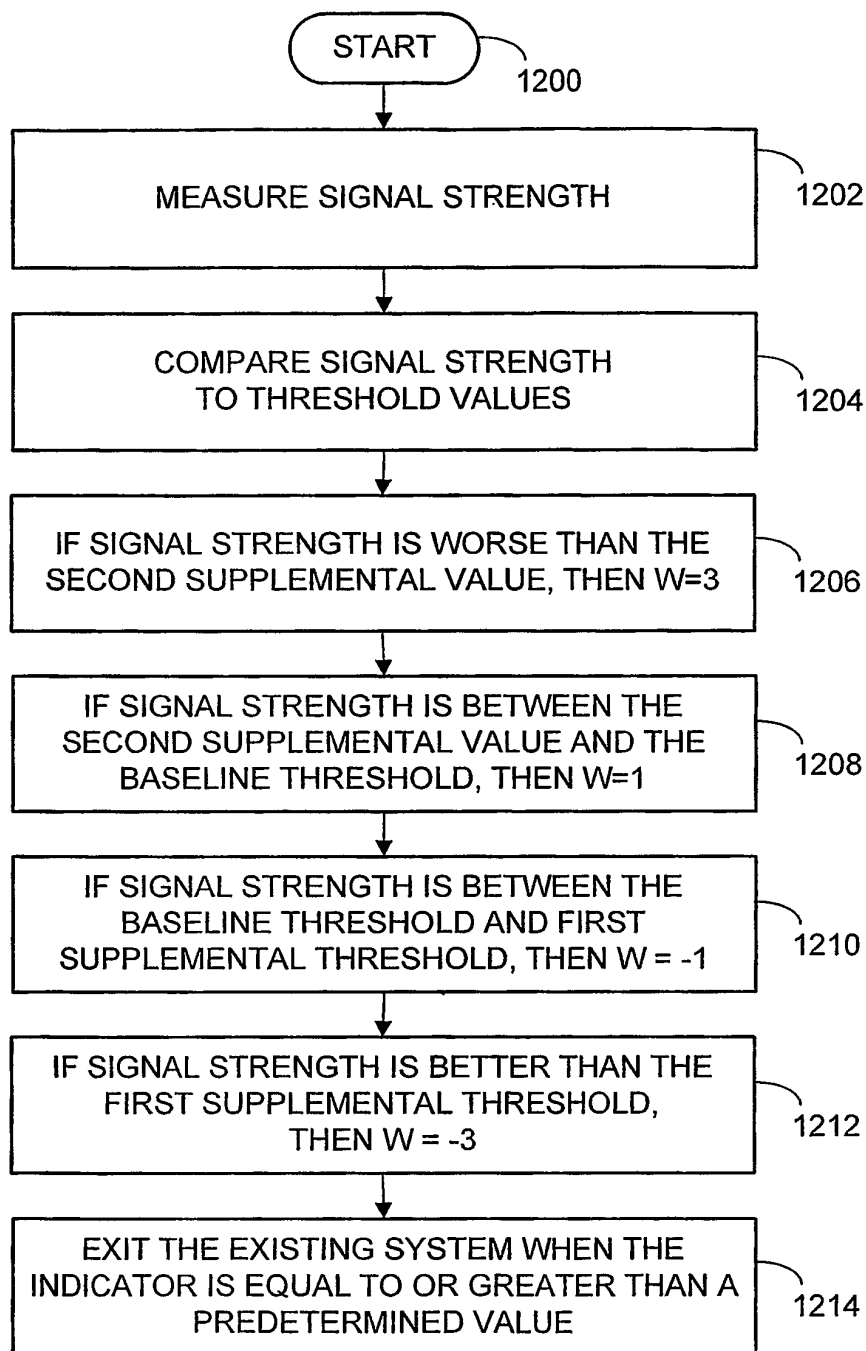 START
1200
MEASURE SIGNAL STRENGTH
1202
COMPARE SIGNAL STRENGTH
TO THRESHOLD VALUES
1204
IF SIGNAL STRENGTH IS WORSE THAN THE
SECOND SUPPLEMENTAL VALUE, THEN W=3
1206
IF SIGNAL STRENGTH IS BETWEEN THE
SECOND SUPPLEMENTAL VALUE AND THE
BASELINE THRESHOLD, THEN W=1
1208
IF SIGNAL STRENGTH IS BETWEEN THE
BASELINE THRESHOLD AND FIRST
SUPPLEMENTAL THRESHOLD, THEN W = -1
1210
IF SIGNAL STRENGTH IS BETTER THAN THE
FIRST SUPPLEMENTAL THRESHOLD,
THEN W = -3
1212
EXIT THE EXISTING SYSTEM WHEN THE
INDICATOR IS EQUAL TO OR GREATER THAN A
PREDETERMINED VALUE
1214